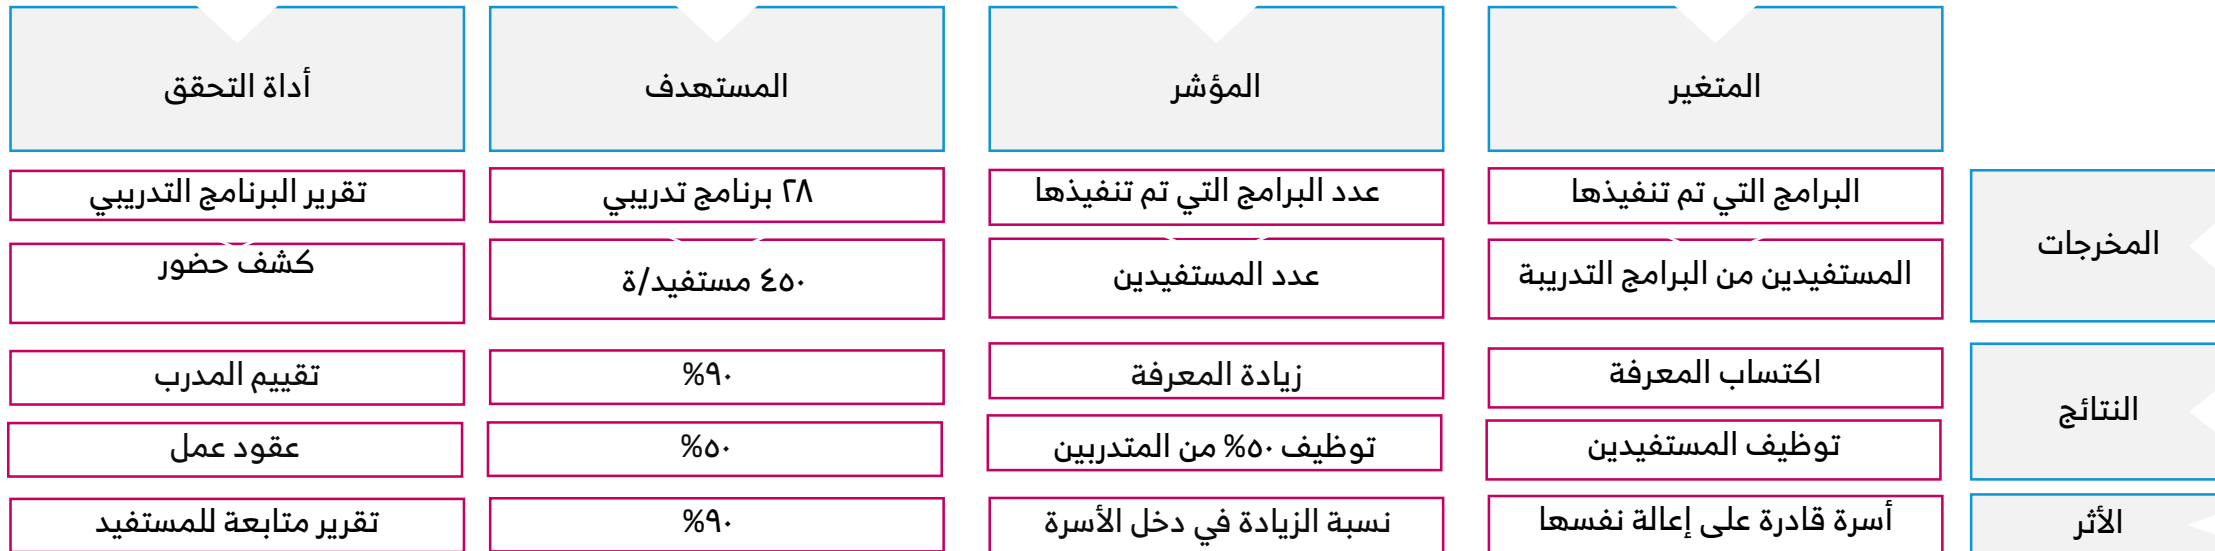 المتغير
المؤشر
المستهدف
أداة التحقق
المخرجات
البرامج التي تم تنفيذها
عدد البرامج التي تم تنفيذها
٢٨ برنامج تدريبي
تقرير البرنامج التدريبي
المستفيدين من البرامج التدريبة
عدد المستفيدين
٤٥٠ مستفيد/ة
كشف حضور
النتائج
اكتساب المعرفة
زيادة المعرفة
٩٠%
تقييم المدرب
توظيف المستفيدين
توظيف ٥٠% من المتدربين
٥٠%
عقود عمل
الأثر
أسرة قادرة على إعالة نفسها
نسبة الزيادة في دخل الأسرة
٩٠%
تقرير متابعة للمستفيد